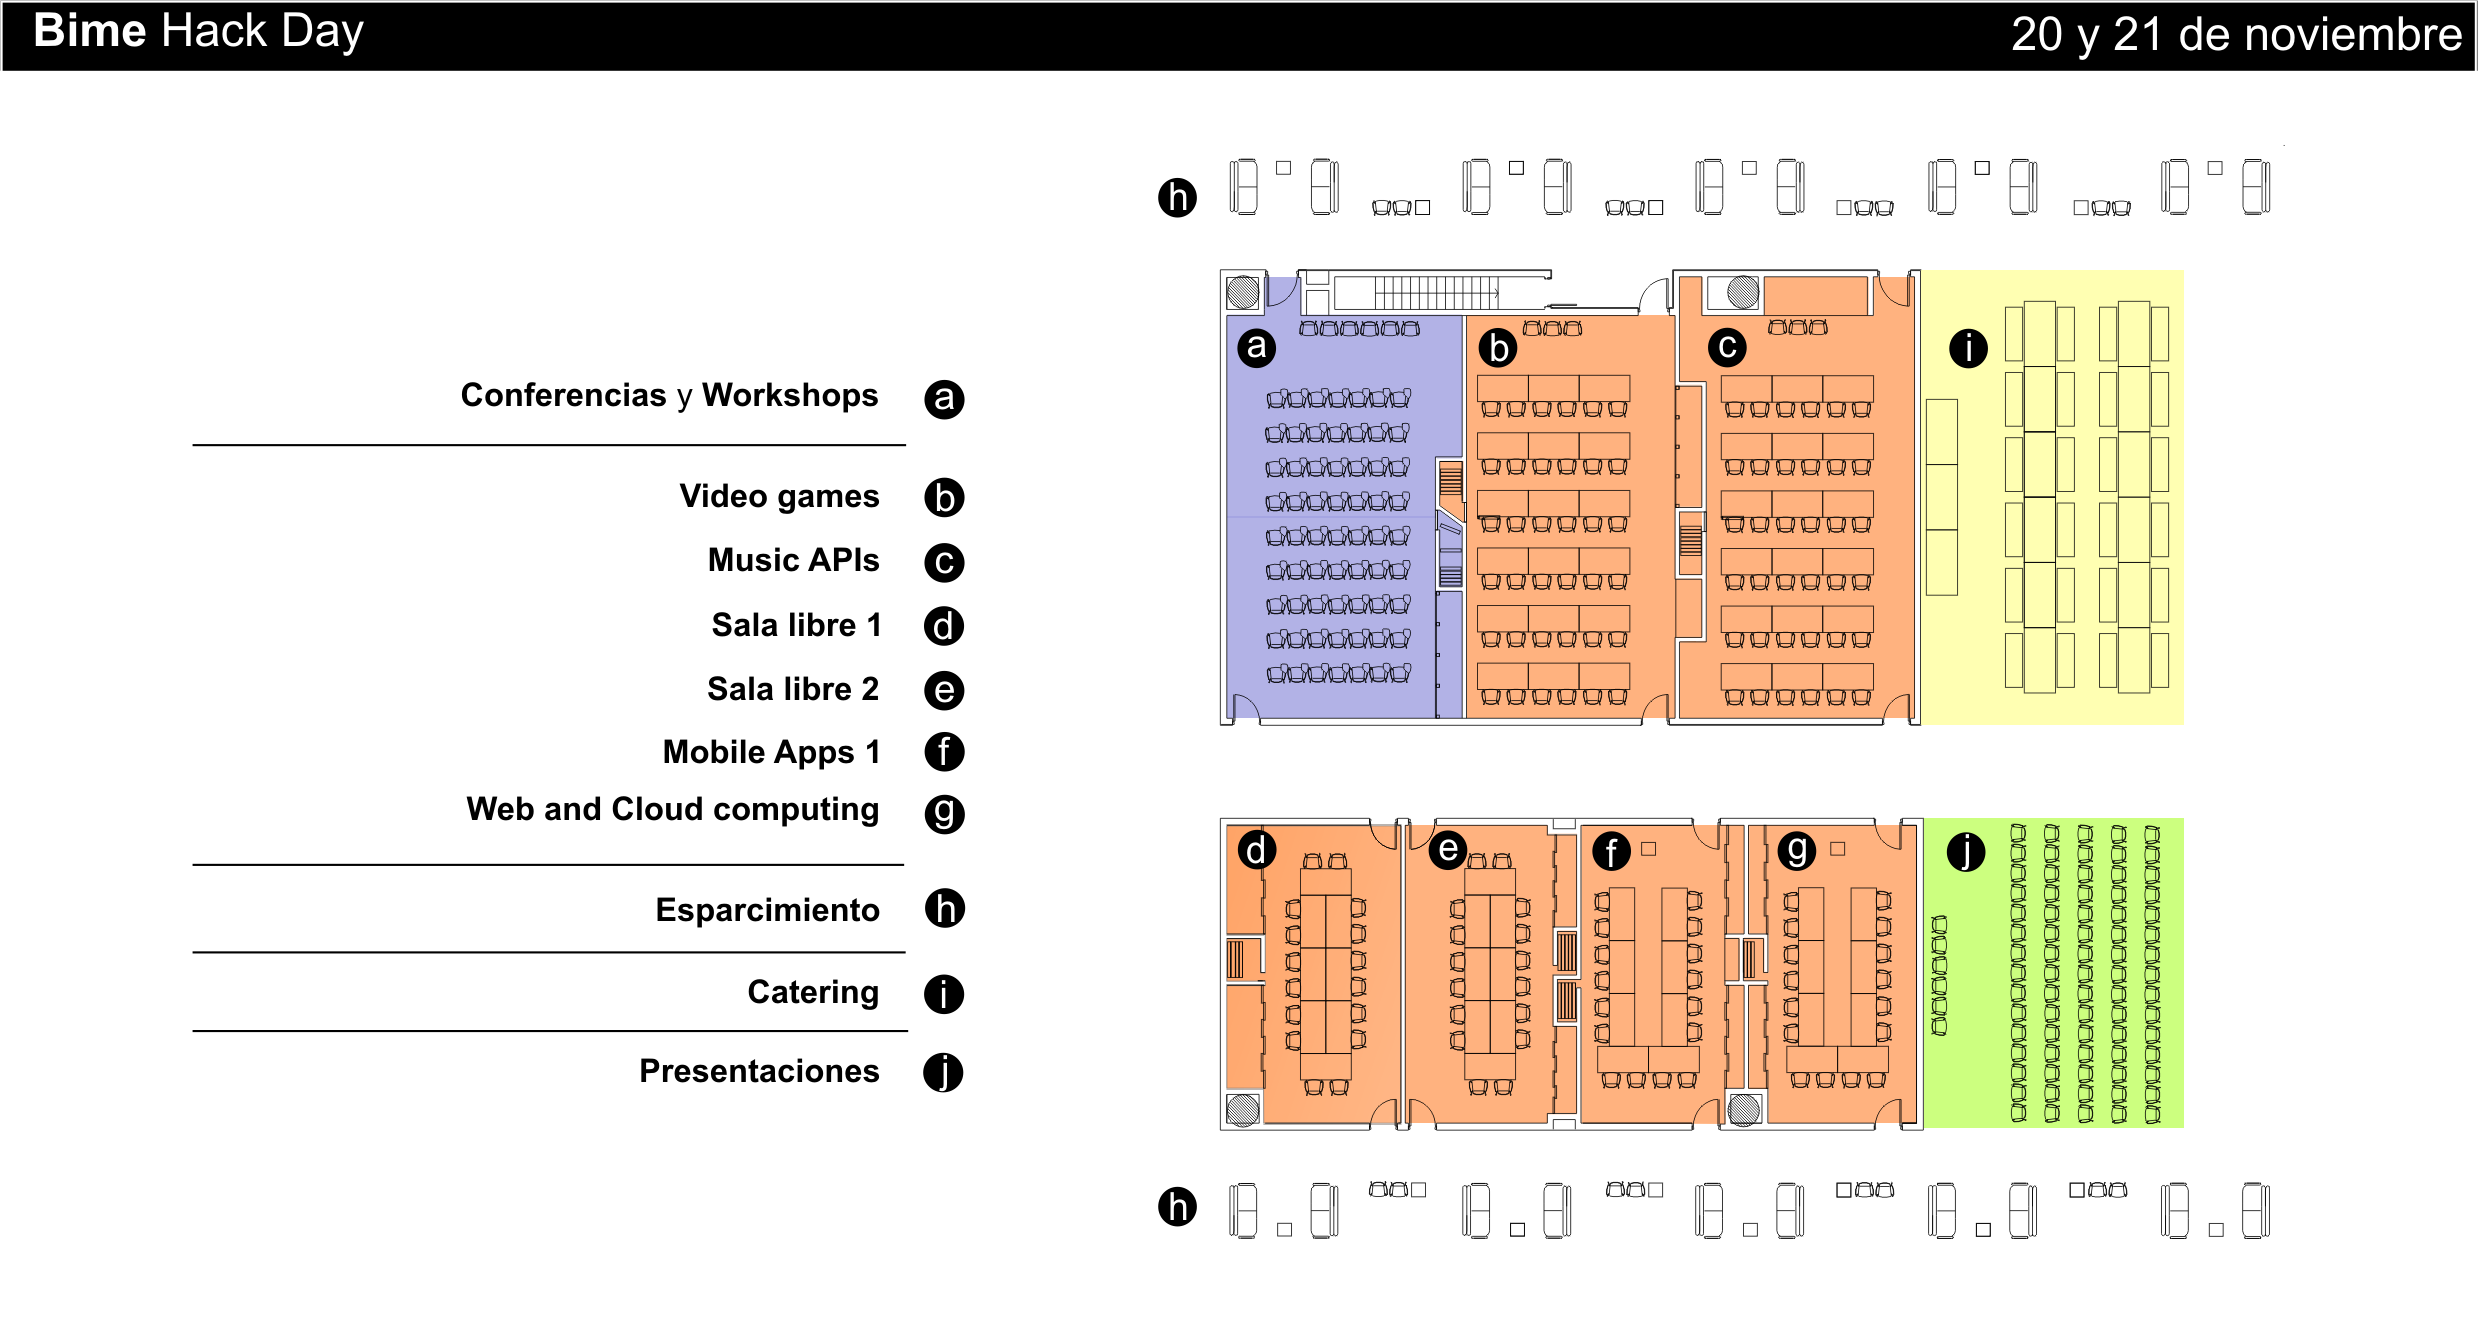 Bime Hack Day
20 y 21 de noviembre
Conferencias y Workshops a
Video games b
Music APIs c
Sala libre 1 d
Sala libre 2 e
Mobile Apps 1 f
Web and Cloud computing g
Esparcimiento h
Catering i
Presentaciones j
h
a
b
c
i
d
e
f
g
j
h